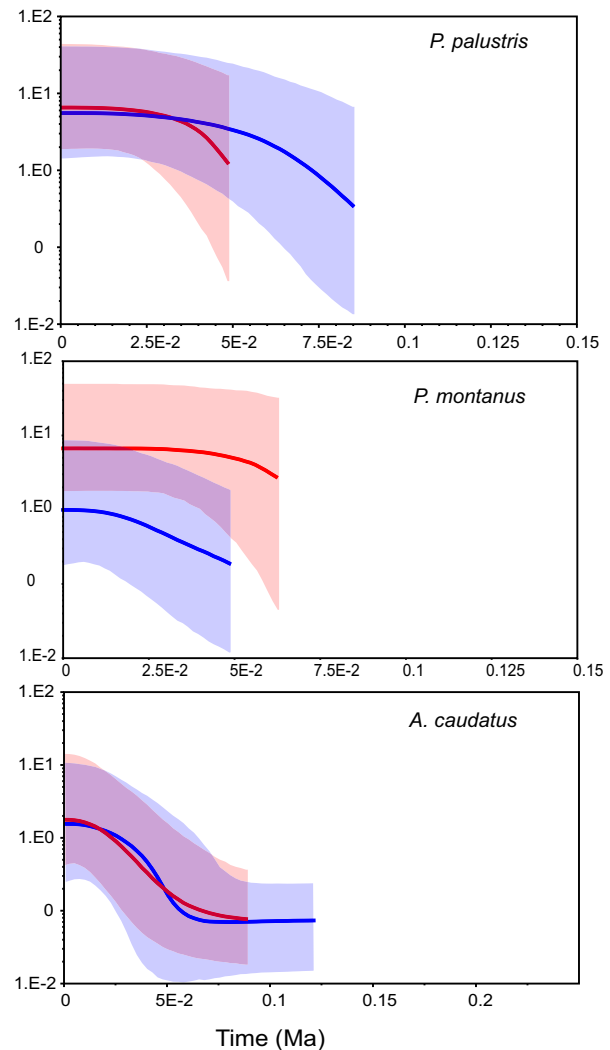 1.E2
P. palustris
1.E1
1.E0
0
1.E-2
0 2.5E-2 5E-2 7.5E-2 0.1 0.125 0.15
1.E2
P. montanus
1.E1
1.E0
0
1.E-2
0 2.5E-2 5E-2 7.5E-2 0.1 0.125 0.15
1.E2
A. caudatus
1.E1
1.E0
0
1.E-2
0 5E-2 0.1 0.15 0.2
Time (Ma)